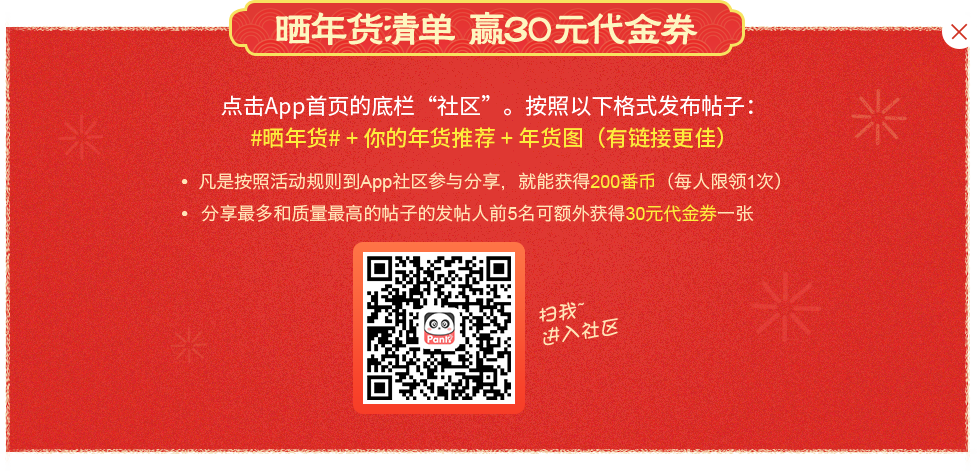 晒年货清单 赢30元代金券
点击App首页的底栏“社区”。按照以下格式发布帖子：
#晒年货# + 你的年货推荐 + 年货图（有链接更佳）
• 凡是按照活动规则到App社区参与分享，就能获得200番币（每人限领1次）
• 分享最多和质量最高的帖子的发帖人前5名可额外获得30元代金券一张
扫我~
进入社区
Panli